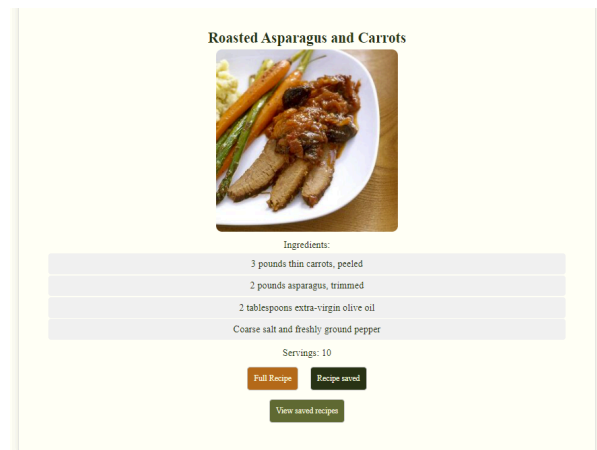 Roasted Asparagus and Carrots
Ingredients:
3 pounds thin carrots, peeled
2 pounds asparagus, trimmed
2 tablespoons extra-virgin olive oil
Coarse salt and freshly ground pepper
Servings: 10
Full Recipe Recipe saved
View saved recipes